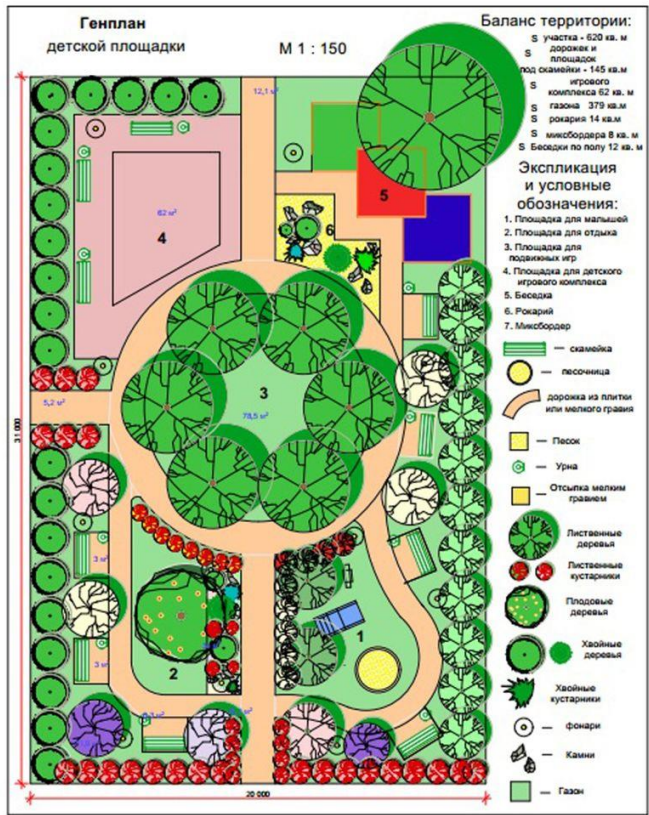 Генплан
детской площадки
М 1 : 150
Баланс территории:
S участка - 620 кв. м
S дорожек и
площадок
под скамейки - 145 кв.м
S игрового
комплекса 62 кв. м
S газона 379 кв.м
S рокария 14 кв.м
S миксбордера 8 кв. м
S Беседки по полу 12 кв. м
Экспликация
и условные
обозначения:
1. Площадка для малышей
2. Площадка для отдыха
3. Площадка для
подвижных игр
4. Площадка для детского
игрового комплекса
5. Беседка
6. Рокарий
7. Миксбордер
— скамейка
— песочница
дорожка из плитки
или мелкого гравия
— Песок
— Урна
— Отсыпка мелким
гравием
Лиственные
деревья
Лиственные
кустарники
Плодовые
деревья
Хвойные
деревья
Хвойные
кустарники
— фонари
— Камни
— Газон
12,1 м²
62 м²
4
5
6
3
78,5 м²
5,2 м²
3 м²
3 м²
1
2
31 000
20 000